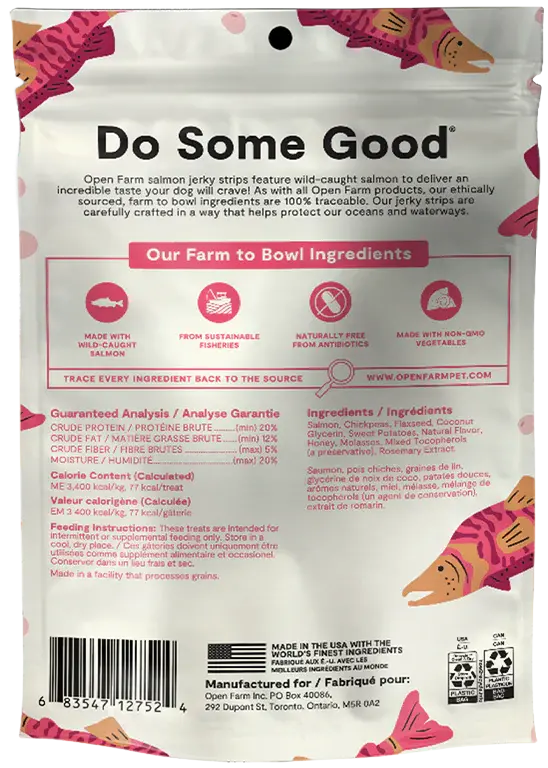 Do Some Good®
Open Farm salmon jerky strips feature wild-caught salmon to deliver an
incredible taste your dog will crave! As with all Open Farm products, our ethically
sourced, farm to bowl ingredients are 100% traceable. Our jerky strips are
carefully crafted in a way that helps protect our oceans and waterways.
Our Farm to Bowl Ingredients
MADE WITH
WILD-CAUGHT
SALMON
FROM SUSTAINABLE
FISHERIES
NATURALLY FREE
FROM ANTIBIOTICS
MADE WITH NON-GMO
VEGETABLES
TRACE EVERY INGREDIENT BACK TO THE SOURCE
WWW.OPENFARMPET.COM
Guaranteed Analysis / Analyse Garantie
CRUDE PROTEIN / PROTÉINE BRUTE ...... (min) 20%
CRUDE FAT / MATIÈRE GRASSE BRUTE ..... (min) 12%
CRUDE FIBER / FIBRE BRUTES ............ (max) 5%
MOISTURE / HUMIDITÉ ................ (max) 20%
Calorie Content (Calculated)
ME 3,400 kcal/kg, 77 kcal/treat
Valeur calorigène (Calculée)
EM 3 400 kcal/kg, 77 kcal/gâterie
Feeding Instructions: These treats are intended for
intermittent or supplemental feeding only. Store in a
cool, dry place. / Ces gâteries doivent uniquement être
utilisées comme supplément alimentaire et occasionel.
Conserver dans un lieu frais et sec.
Made in a facility that processes grains.
Ingredients / Ingrédients
Salmon, Chickpeas, Flaxseed, Coconut
Glycerin, Sweet Potatoes, Natural Flavor,
Honey, Molasses, Mixed Tocopherols
(a preservative), Rosemary Extract.
Saumon, pois chiches, graines de lin,
glycérine de noix de coco, patates douces,
arômes naturels, miel, mélasse, mélange de
tocophérols (un agent de conservation),
extrait de romarin.
6 83547 12752 4
MADE IN THE USA WITH THE
WORLD'S FINEST INGREDIENTS
FABRIQUÉ AUX É.-U. AVEC LES
MEILLEURS INGRÉDIENTS AU MONDE
Manufactured for / Fabriqué pour:
Open Farm Inc. PO Box 40086,
292 Dupont St, Toronto, Ontario, M5R 0A2
USA
É-U
PLASTIC
BAG
CAN
CAN
PLASTIC
PLASTIQUE
BAG
SAC